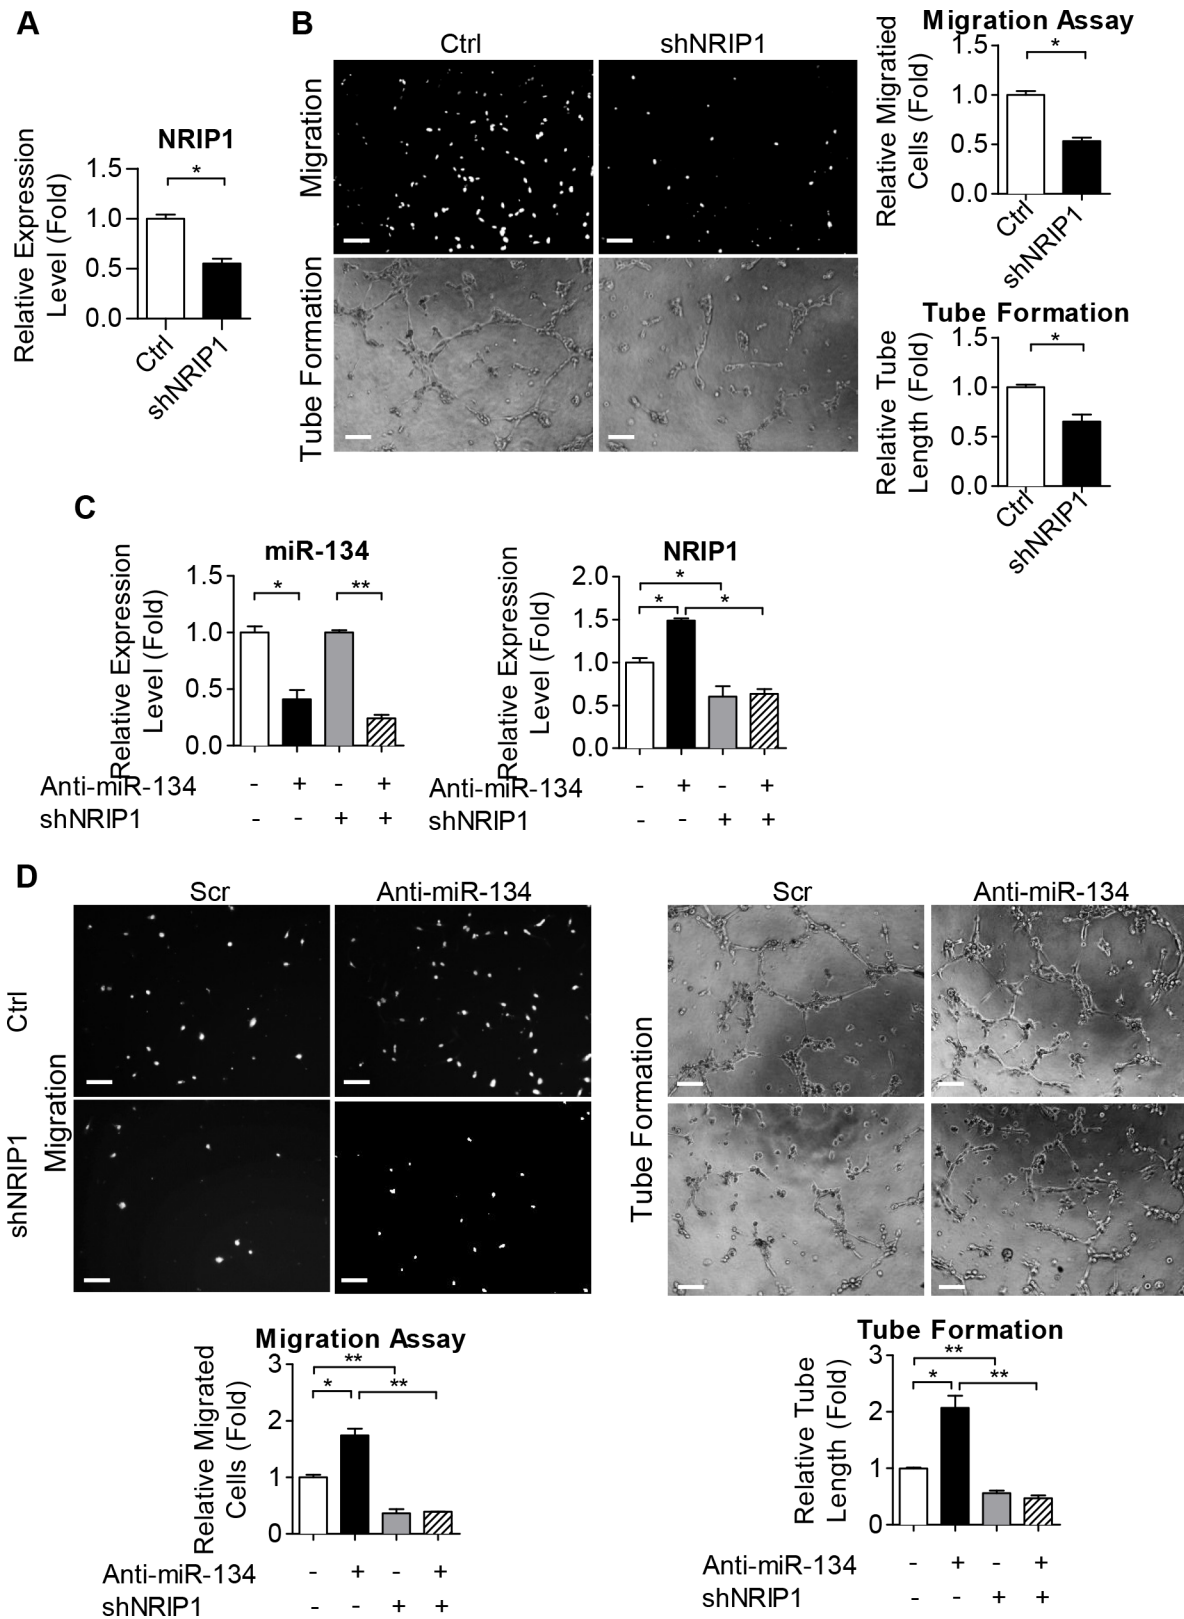 A
NRIP1
Relative Expression
Level (Fold)
1.5
1.0
0.5
0.0
*
Ctrl
shNRIP1
B
Ctrl
shNRIP1
Migration
Tube Formation
Migration Assay
Relative Migratied
Cells (Fold)
1.5
1.0
0.5
0.0
*
Ctrl
shNRIP1
Tube Formation
Relative Tube
Length (Fold)
1.5
1.0
0.5
0.0
*
Ctrl
shNRIP1
C
miR-134
Relative Expression
Level (Fold)
1.5
1.0
0.5
0.0
* **
Anti-miR-134 - + - +
shNRIP1 - - + +
NRIP1
Relative Expression
Level (Fold)
2.0
1.5
1.0
0.5
0.0
*
* *
Anti-miR-134 - + - +
shNRIP1 - - + +
D
Scr
Anti-miR-134
Ctrl
shNRIP1
Migration
Scr
Anti-miR-134
Tube Formation
Migration Assay
Relative Migrated
Cells (Fold)
3
2
1
0
**
* **
Anti-miR-134 - + - +
shNRIP1 - - + +
Tube Formation
Relative Tube
Length (Fold)
3
2
1
0
**
* **
Anti-miR-134 - + - +
shNRIP1 - - + +